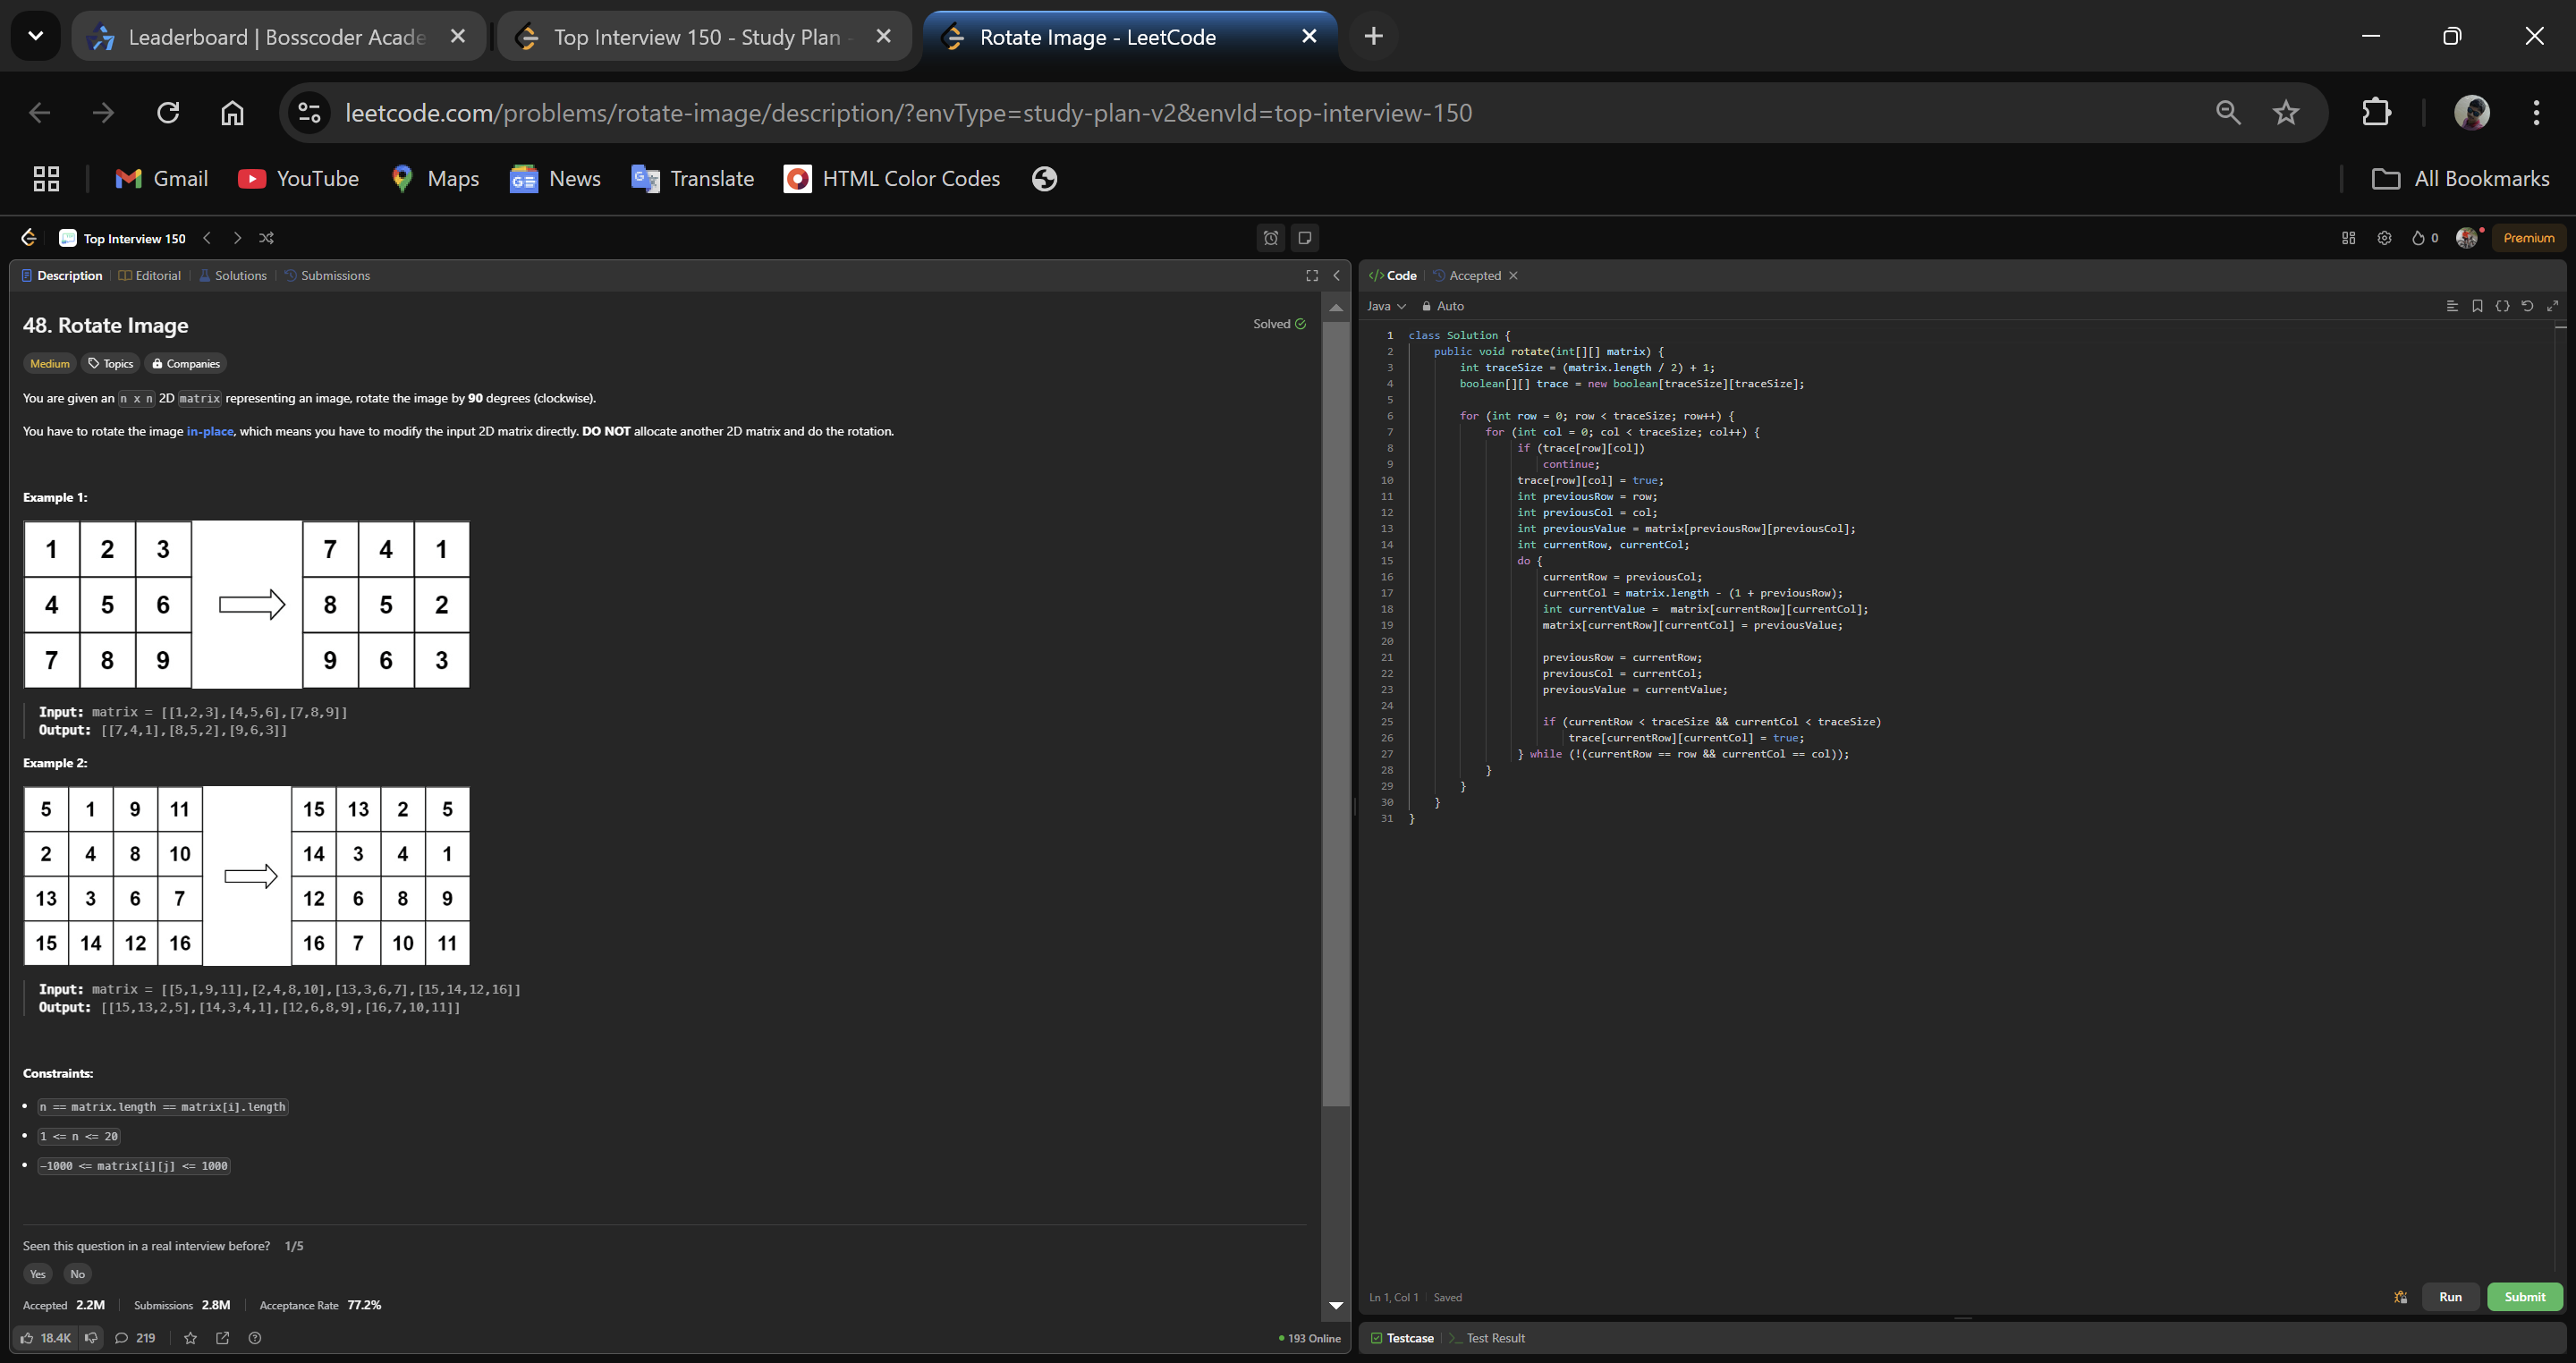 Leaderboard | Bosscoder Acade
Top Interview 150 - Study Plan -
Rotate Image - LeetCode
leetcode.com/problems/rotate-image/description/?envType=study-plan-v2&envId=top-interview-150
Gmail YouTube Maps News Translate HTML Color Codes All Bookmarks
Top Interview 150 0 Premium
Description Editorial Solutions Submissions
48. Rotate Image Solved
Medium Topics Companies
You are given an n x n 2D matrix representing an image, rotate the image by 90 degrees (clockwise).
You have to rotate the image in-place, which means you have to modify the input 2D matrix directly. DO NOT allocate another 2D matrix and do the rotation.
Example 1:
1 2 3 7 4 1
4 5 6 8 5 2
7 8 9 9 6 3
Input: matrix = [[1,2,3],[4,5,6],[7,8,9]]
Output: [[7,4,1],[8,5,2],[9,6,3]]
Example 2:
5 1 9 11 15 13 2 5
2 4 8 10 14 3 4 1
13 3 6 7 12 6 8 9
15 14 12 16 16 7 10 11
Input: matrix = [[5,1,9,11],[2,4,8,10],[13,3,6,7],[15,14,12,16]]
Output: [[15,13,2,5],[14,3,4,1],[12,6,8,9],[16,7,10,11]]
Constraints:
• n == matrix.length == matrix[i].length
• 1 <= n <= 20
• -1000 <= matrix[i][j] <= 1000
Seen this question in a real interview before? 1/5
Yes No
Accepted 2.2M Submissions 2.8M Acceptance Rate 77.2%
18.4K 219 193 Online
</> Code Accepted
Java Auto
1 class Solution {
2 public void rotate(int[][] matrix) {
3 int traceSize = (matrix.length / 2) + 1;
4 boolean[][] trace = new boolean[traceSize][traceSize];
5
6 for (int row = 0; row < traceSize; row++) {
7 for (int col = 0; col < traceSize; col++) {
8 if (trace[row][col])
9 continue;
10 trace[row][col] = true;
11 int previousRow = row;
12 int previousCol = col;
13 int previousValue = matrix[previousRow][previousCol];
14 int currentRow, currentCol;
15 do {
16 currentRow = previousCol;
17 currentCol = matrix.length - (1 + previousRow);
18 int currentValue =  matrix[currentRow][currentCol];
19 matrix[currentRow][currentCol] = previousValue;
20
21 previousRow = currentRow;
22 previousCol = currentCol;
23 previousValue = currentValue;
24
25 if (currentRow < traceSize && currentCol < traceSize)
26 trace[currentRow][currentCol] = true;
27 } while (!(currentRow == row && currentCol == col));
28 }
29 }
30 }
31 }
Ln 1, Col 1 Saved Run Submit
Testcase >_ Test Result